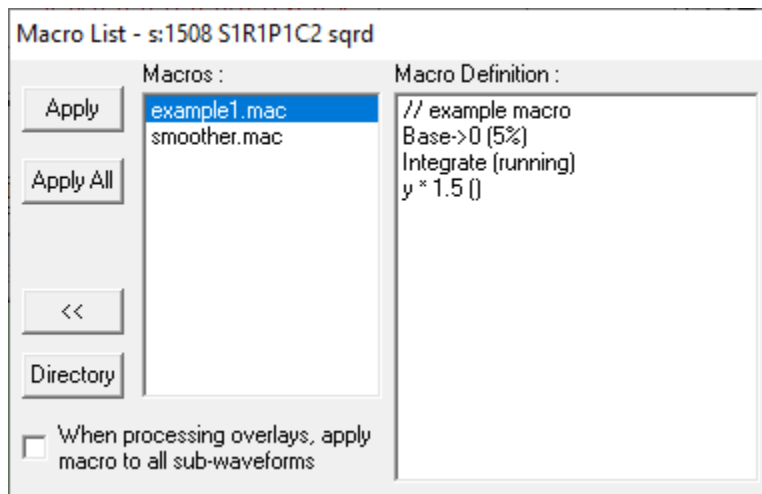 Macro List - s:1508 S1R1P1C2 sqrd
Macros :
Macro Definition :
Apply
Apply All
<<
Directory
example1.mac
smoother.mac
// example macro
Base->0 (5%)
Integrate (running)
y * 1.5 ()
When processing overlays, apply
macro to all sub-waveforms